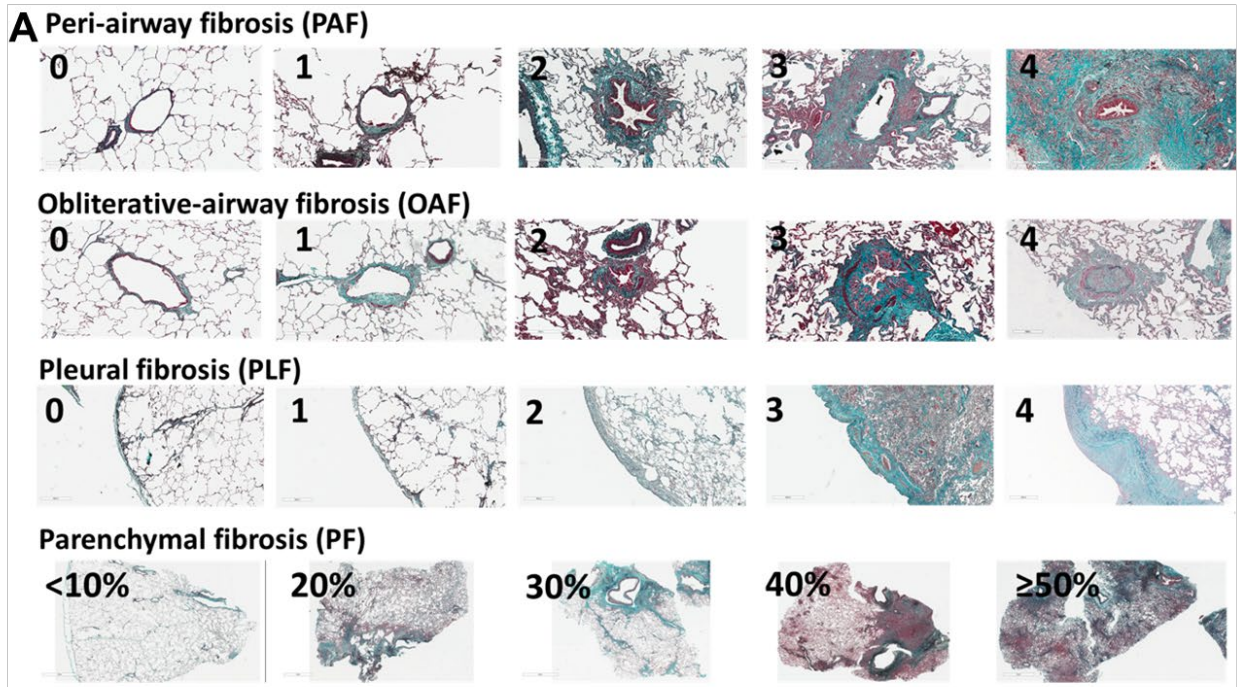 A
Peri-airway fibrosis (PAF)
0 1 2 3 4
Obliterative-airway fibrosis (OAF)
0 1 2 3 4
Pleural fibrosis (PLF)
0 1 2 3 4
Parenchymal fibrosis (PF)
<10% 20% 30% 40% ≥50%